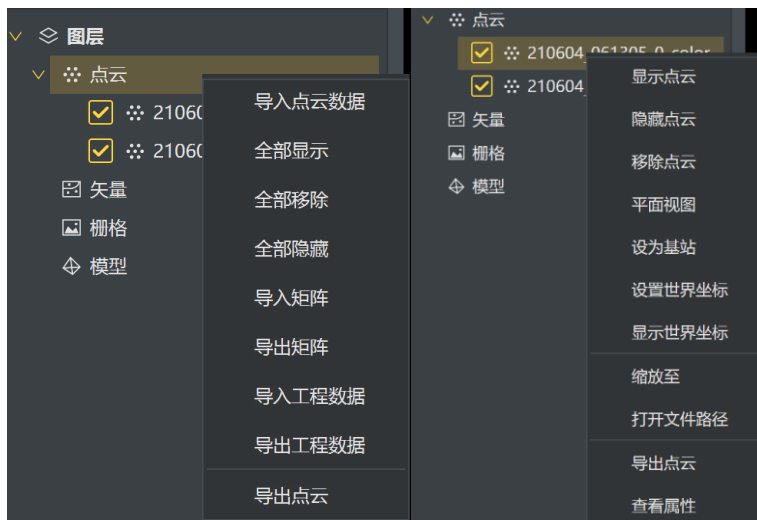 图层
点云
2106
2106
矢量
栅格
模型
导入点云数据
全部显示
全部移除
全部隐藏
导入矩阵
导出矩阵
导入工程数据
导出工程数据
导出点云
点云
210604_061305_0_color
210604
矢量
栅格
模型
显示点云
隐藏点云
移除点云
平面视图
设为基站
设置世界坐标
显示世界坐标
缩放至
打开文件路径
导出点云
查看属性